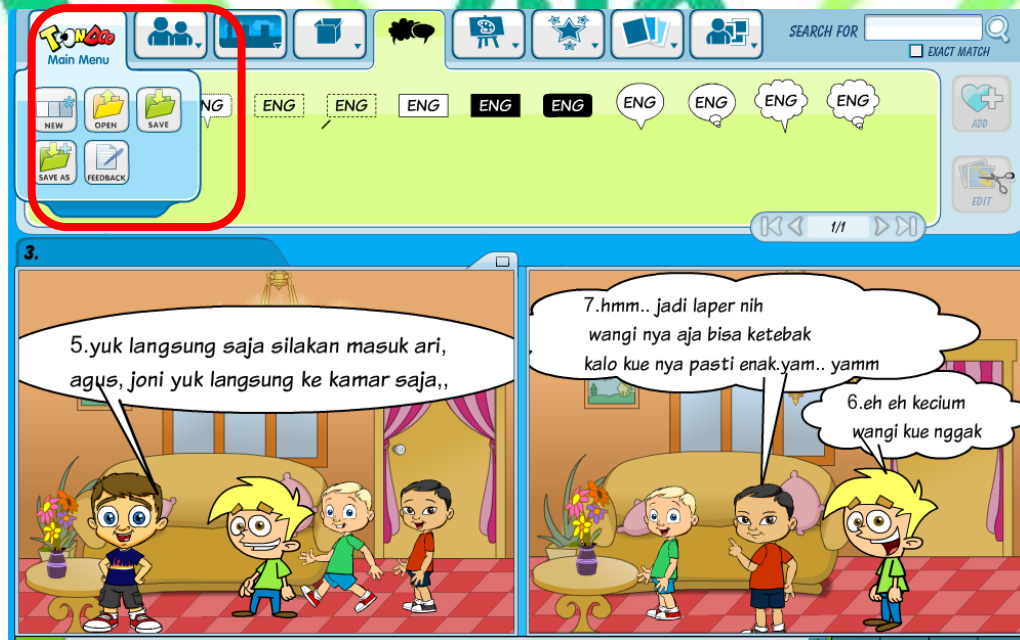 TOONDOO
Main Menu
SEARCH FOR
EXACT MATCH
NEW
OPEN
SAVE
SAVE AS
FEEDBACK
NG
ENG
ENG
ENG
ENG
ENG
ENG
ENG
ENG
ENG
ADD
EDIT
1/1
3.
5.yuk langsung saja silakan masuk ari,
agus, joni yuk langsung ke kamar saja,,
7.hmm.. jadi laper nih
wangi nya aja bisa ketebak
kalo kue nya pasti enak.yam.. yamm
6.eh eh kecium
wangi kue nggak